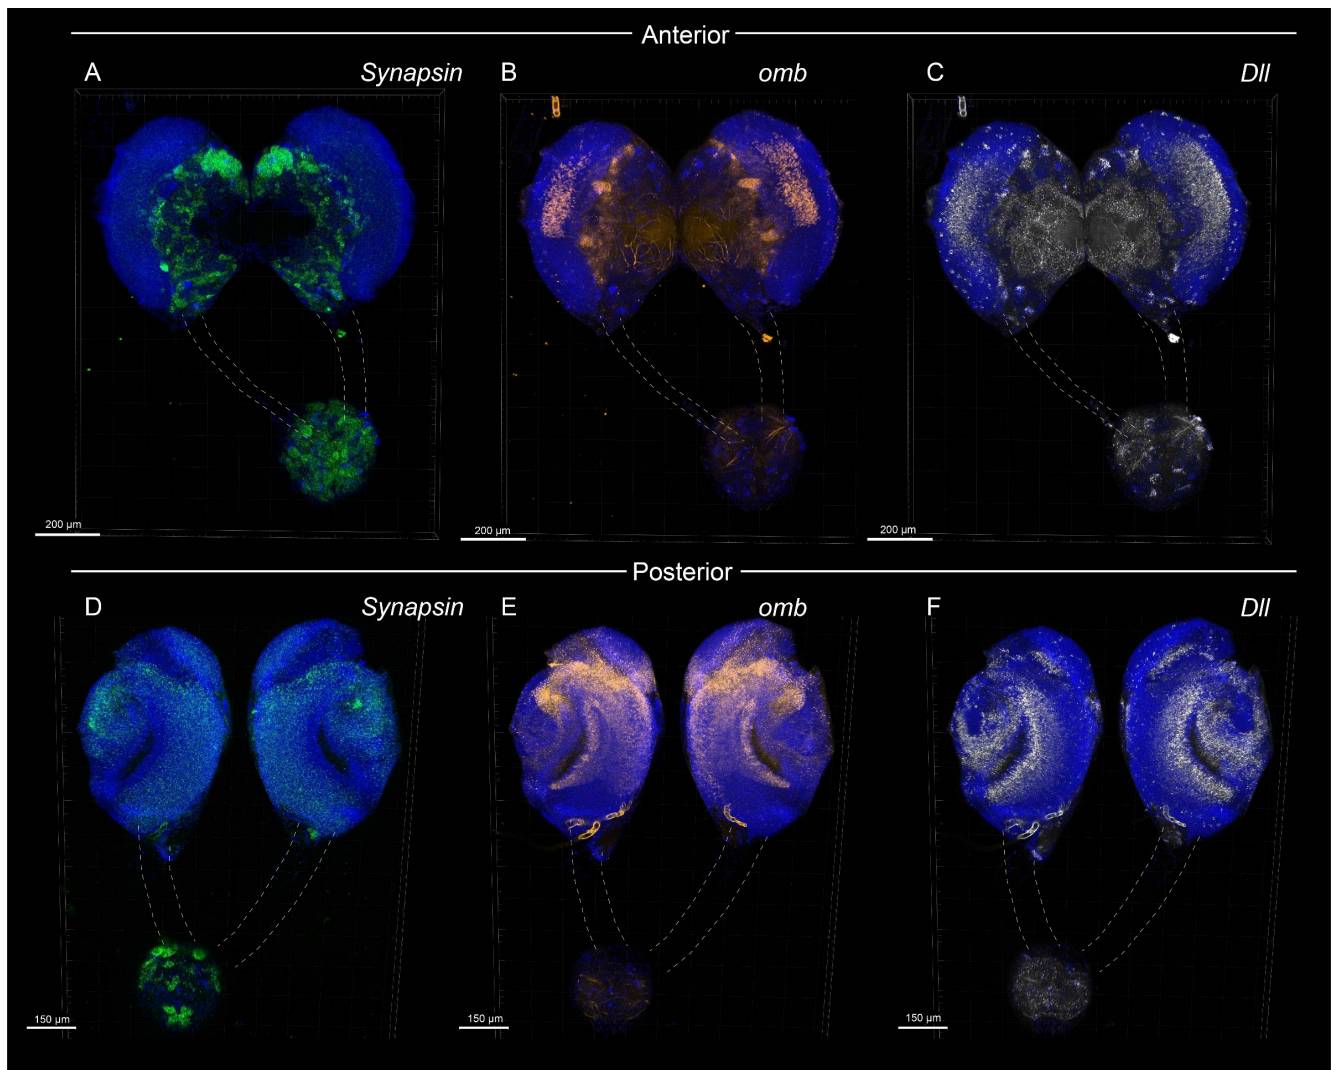 Anterior
A Synapsin B omb C Dll
200 µm 200 µm 200 µm
Posterior
D Synapsin E omb F Dll
150 µm 150 µm 150 µm